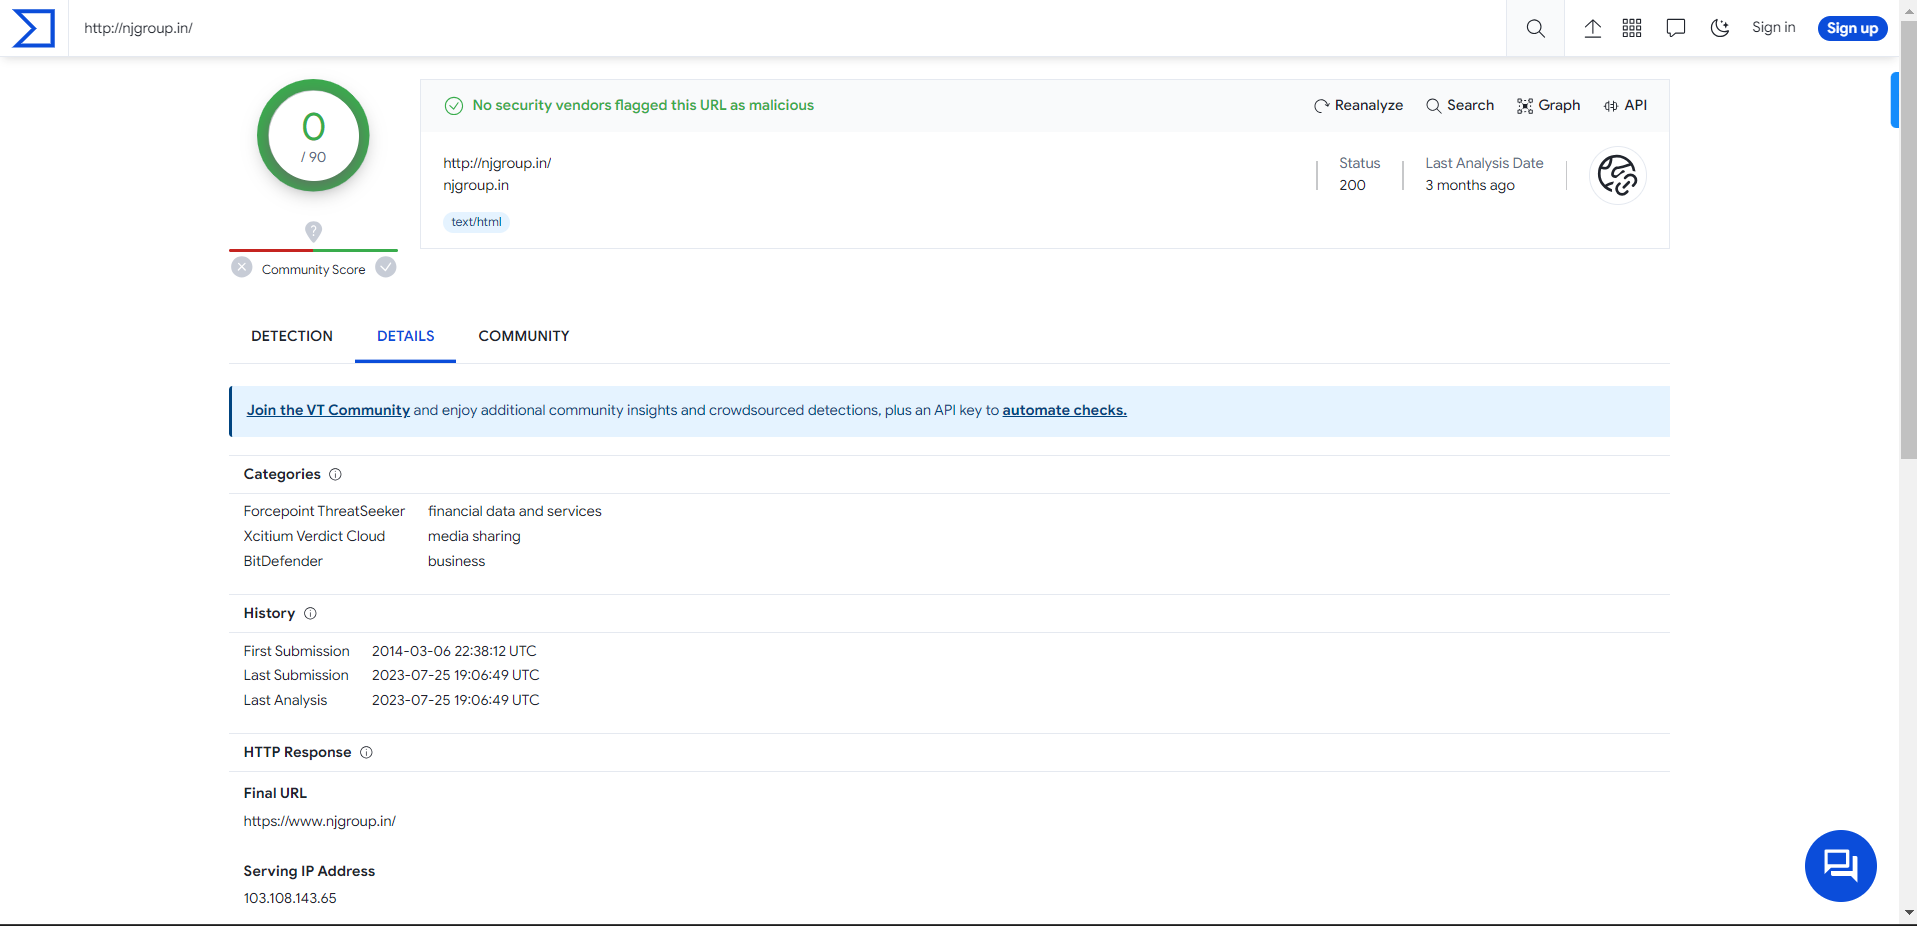 http://njgroup.in/
Sign in
Sign up
0
/ 90
No security vendors flagged this URL as malicious
Reanalyze
Search
Graph
API
http://njgroup.in/
njgroup.in
text/html
Status
200
Last Analysis Date
3 months ago
?
Community Score
DETECTION
DETAILS
COMMUNITY
Join the VT Community and enjoy additional community insights and crowdsourced detections, plus an API key to automate checks.
Categories
Forcepoint ThreatSeeker financial data and services
Xcitium Verdict Cloud media sharing
BitDefender business
History
First Submission 2014-03-06 22:38:12 UTC
Last Submission 2023-07-25 19:06:49 UTC
Last Analysis 2023-07-25 19:06:49 UTC
HTTP Response
Final URL
https://www.njgroup.in/
Serving IP Address
103.108.143.65